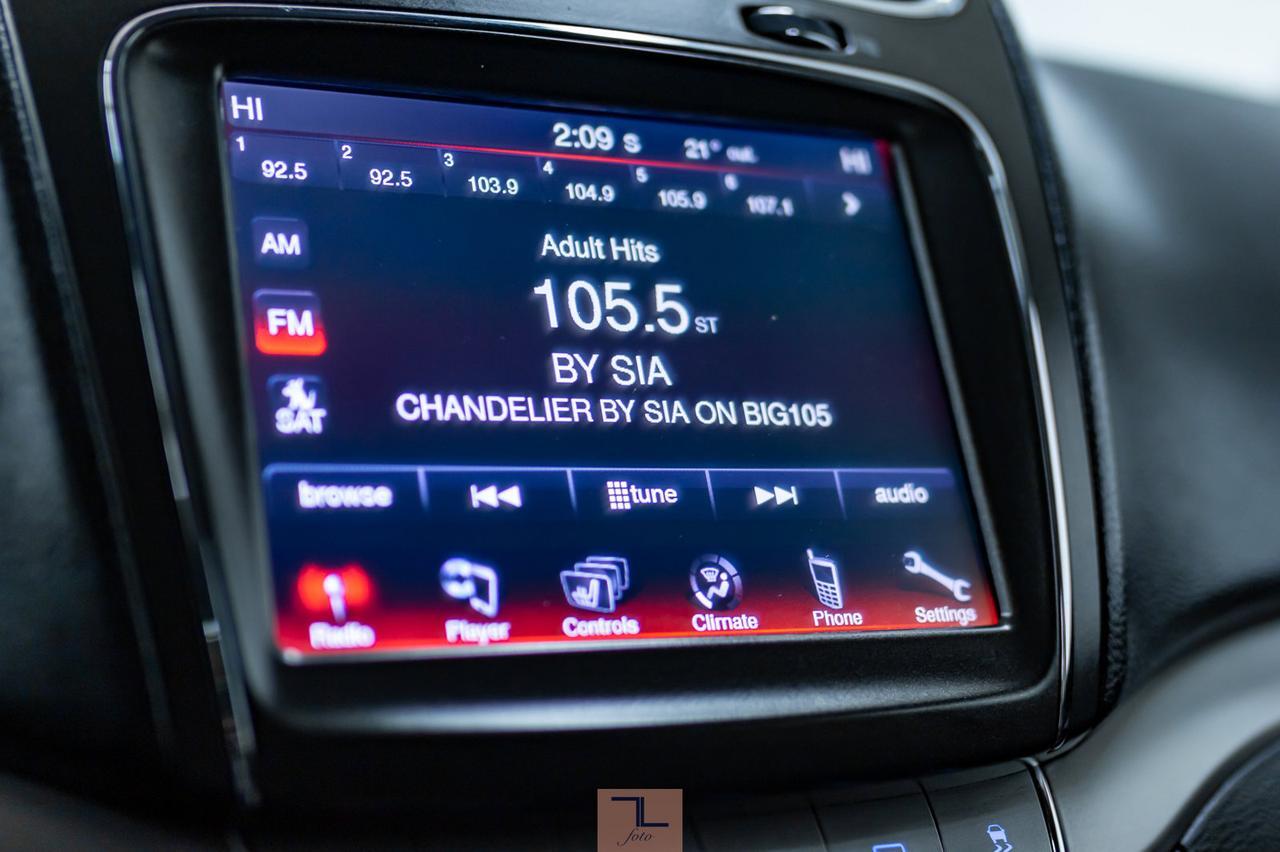 HI 2:09 S 21° out HI
1 92.5 2 92.5 3 103.9 4 104.9 5 105.9 6 107.1
Adult Hits
AM
105.5 ST
FM
BY SIA
SAT
CHANDELIER BY SIA ON BIG105
browse tune audio
Radio Player Controls Climate Phone Settings
foto